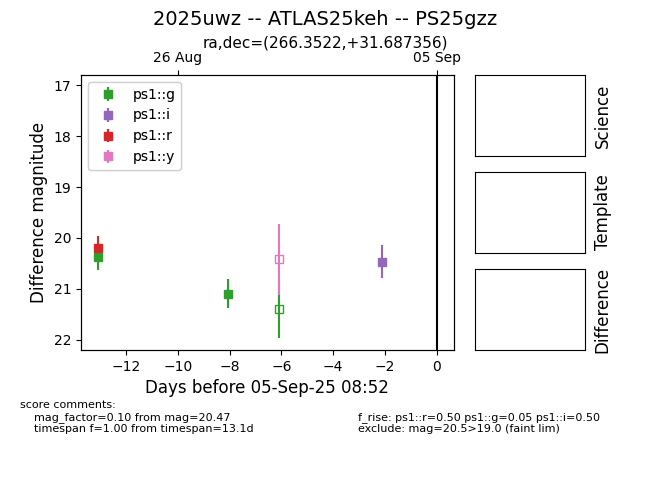 2025uwz -- ATLAS25keh -- PS25gzz
ra,dec=(266.3522,+31.687356)
26 Aug
05 Sep
17
18
19
20
21
22
Difference magnitude
ps1::g
ps1::i
ps1::r
ps1::y
−12
−10
−8
−6
−4
−2
0
Days before 05-Sep-25 08:52
Science
Template
Difference
score comments:
mag_factor=0.10 from mag=20.47
timespan f=1.00 from timespan=13.1d
f_rise: ps1::r=0.50 ps1::g=0.05 ps1::i=0.50
exclude: mag=20.5>19.0 (faint lim)